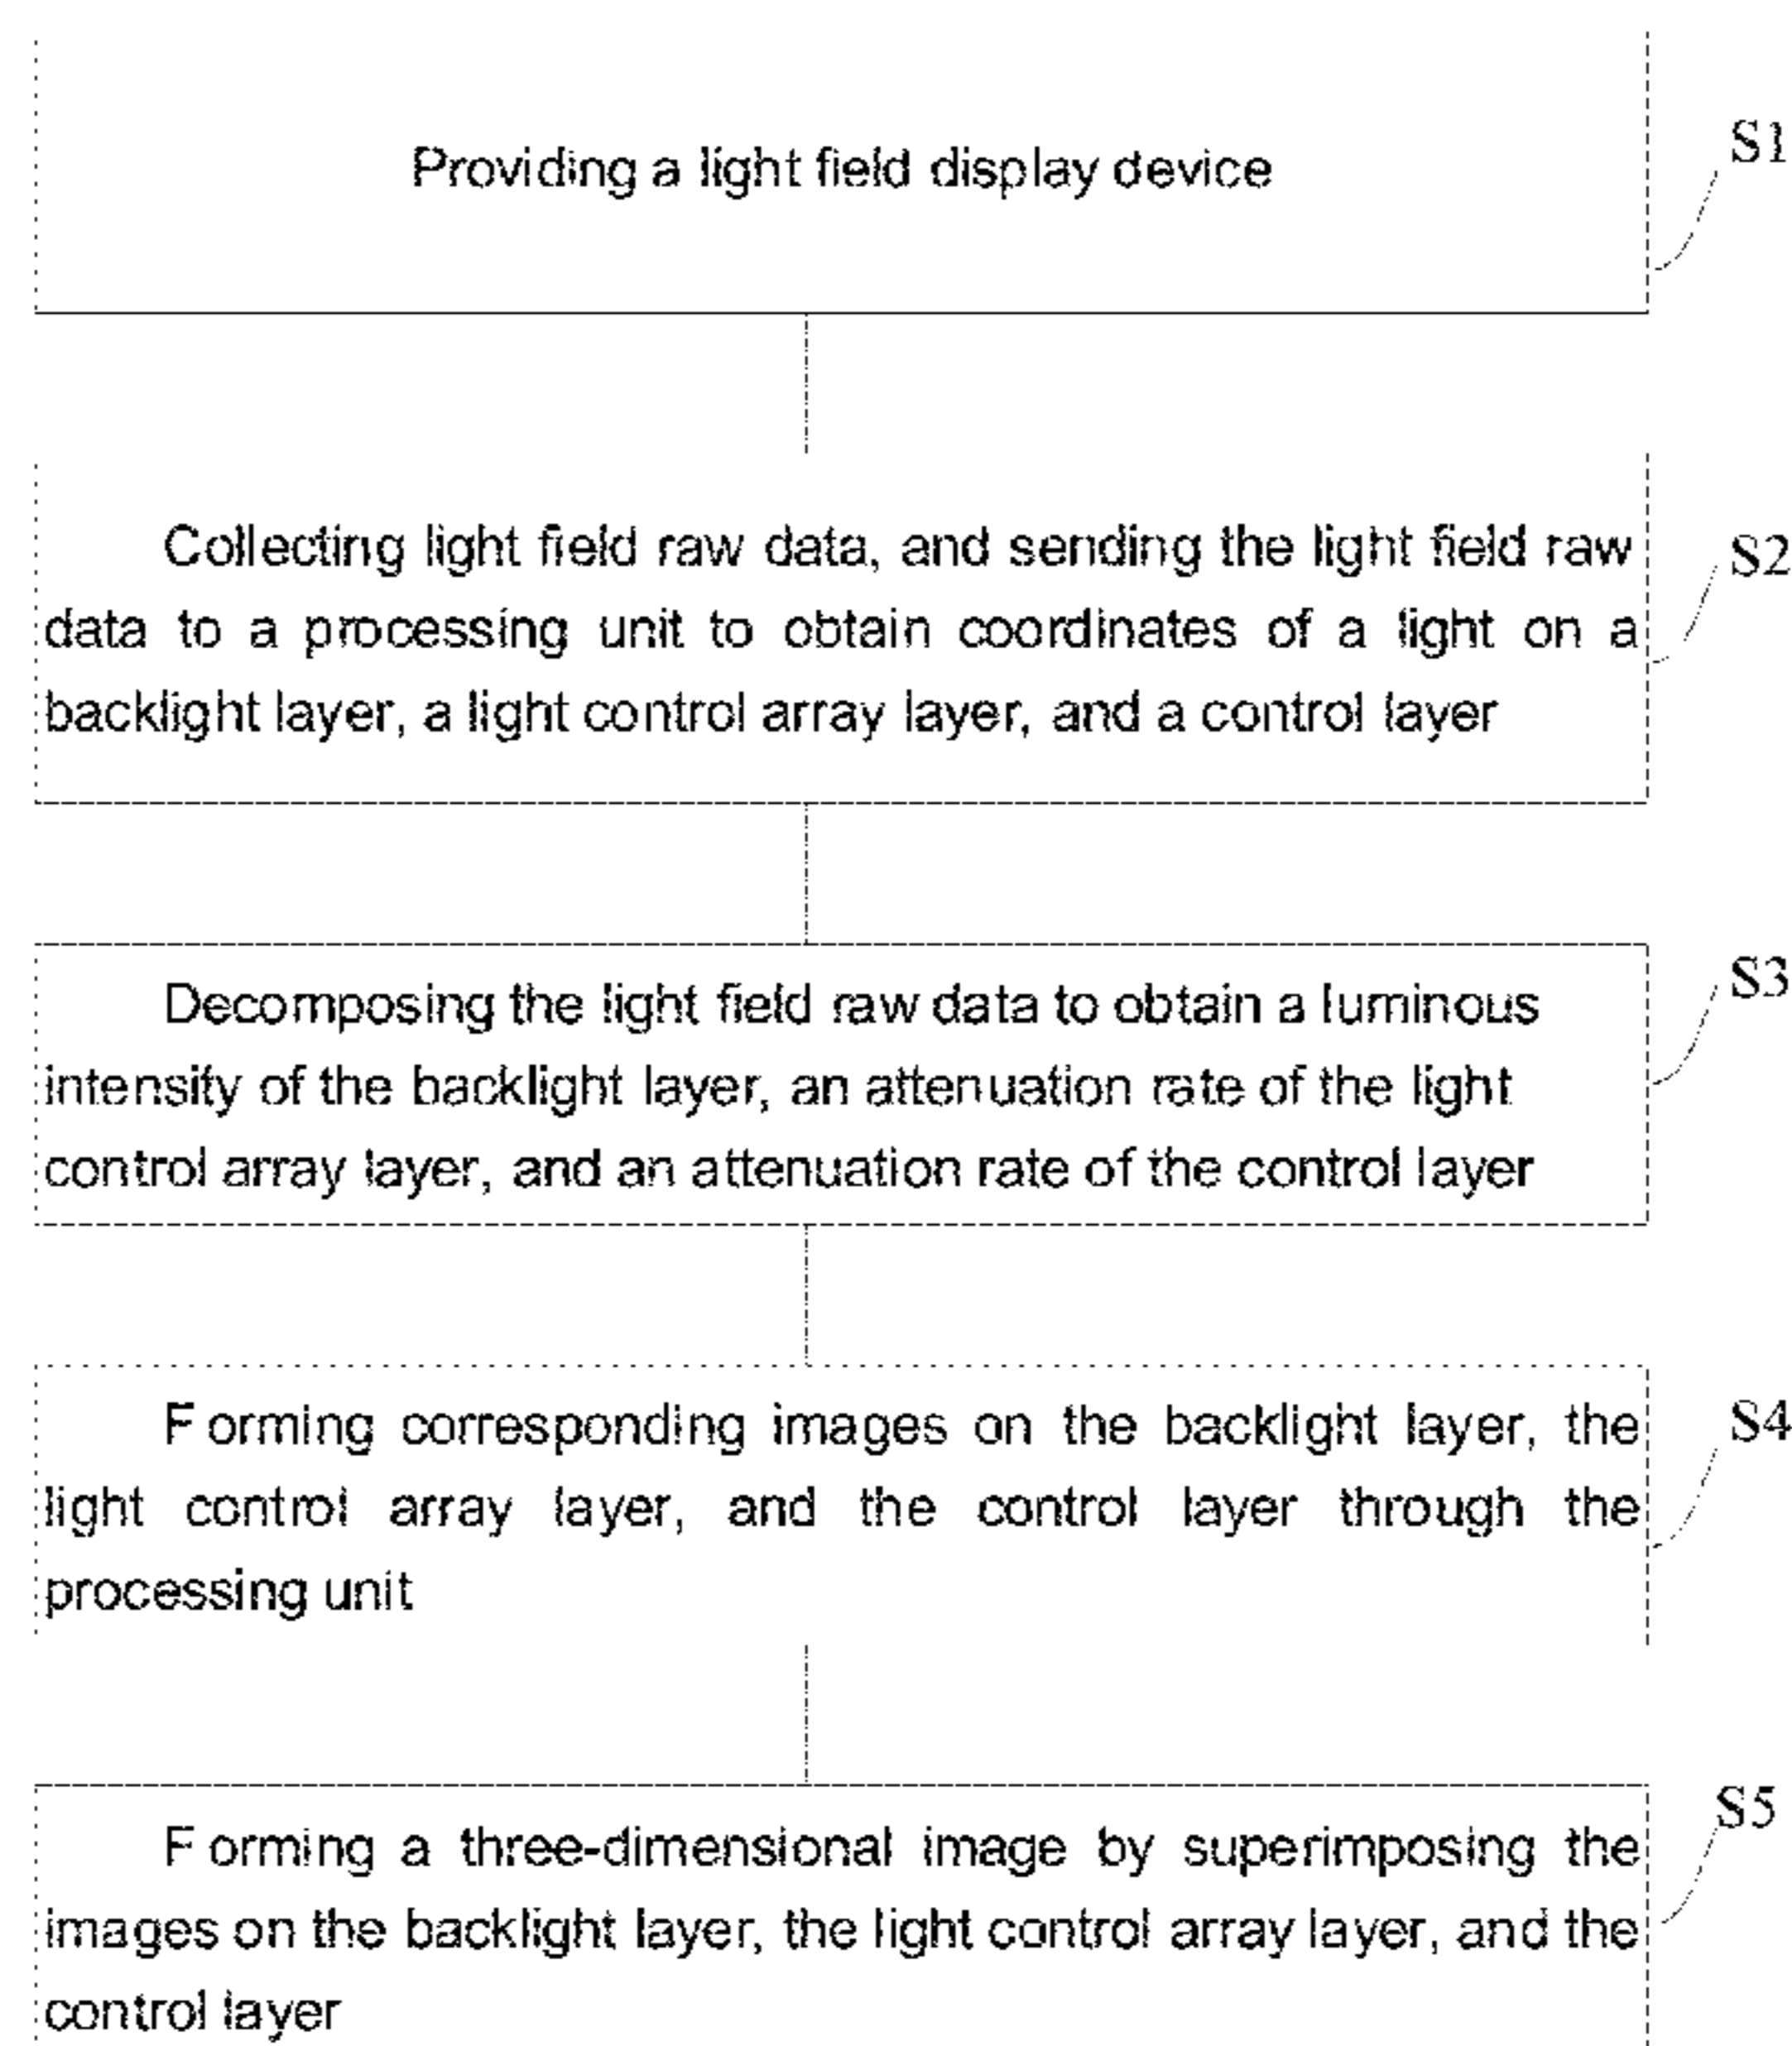 Providing a light field display device
S1
Collecting light field raw data, and sending the light field raw
data to a processing unit to obtain coordinates of a light on a
backlight layer, a light control array layer, and a control layer
S2
Decomposing the light field raw data to obtain a luminous
intensity of the backlight layer, an attenuation rate of the light
control array layer, and an attenuation rate of the control layer
S3
Forming corresponding images on the backlight layer, the
light control array layer, and the control layer through the
processing unit
S4
Forming a three-dimensional image by superimposing the
images on the backlight layer, the light control array layer, and the
control layer
S5